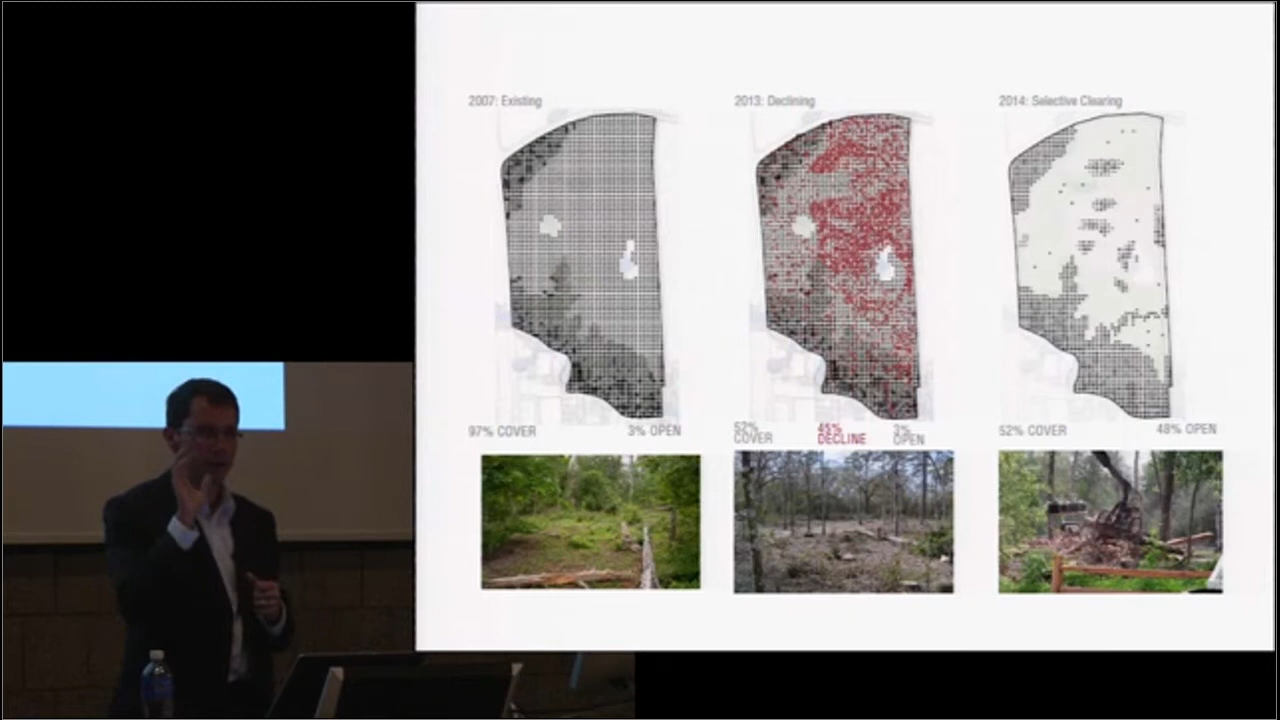 2007: Existing
2013: Declining
2014: Selective Clearing
97% COVER
3% OPEN
52%
COVER
45%
DECLINE
3%
OPEN
52% COVER
48% OPEN